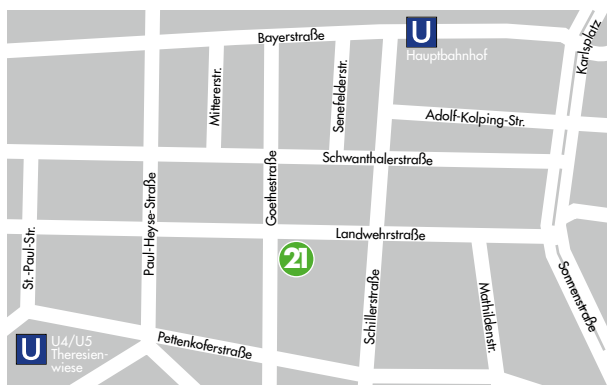 Bayerstraße
U
Hauptbahnhof
Karlsplatz
Mittererstr.
Senefelderstr.
Adolf-Kolping-Str.
Schwanthalerstraße
Goethestraße
Paul-Heyse-Straße
St.-Paul-Str.
Landwehrstraße
21
Schillerstraße
Mathildenstr.
Sonnenstraße
Pettenkoferstraße
U
U4/U5
Theresien-
wiese